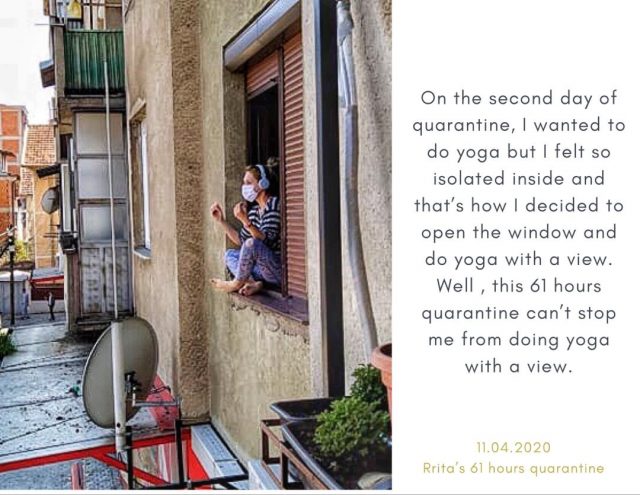 On the second day of
quarantine, I wanted to
do yoga but I felt so
isolated inside and
that's how I decided to
open the window and
do yoga with a view.
Well , this 61 hours
quarantine can't stop
me from doing yoga
with a view.
11.04.2020
Rrita's 61 hours quarantine